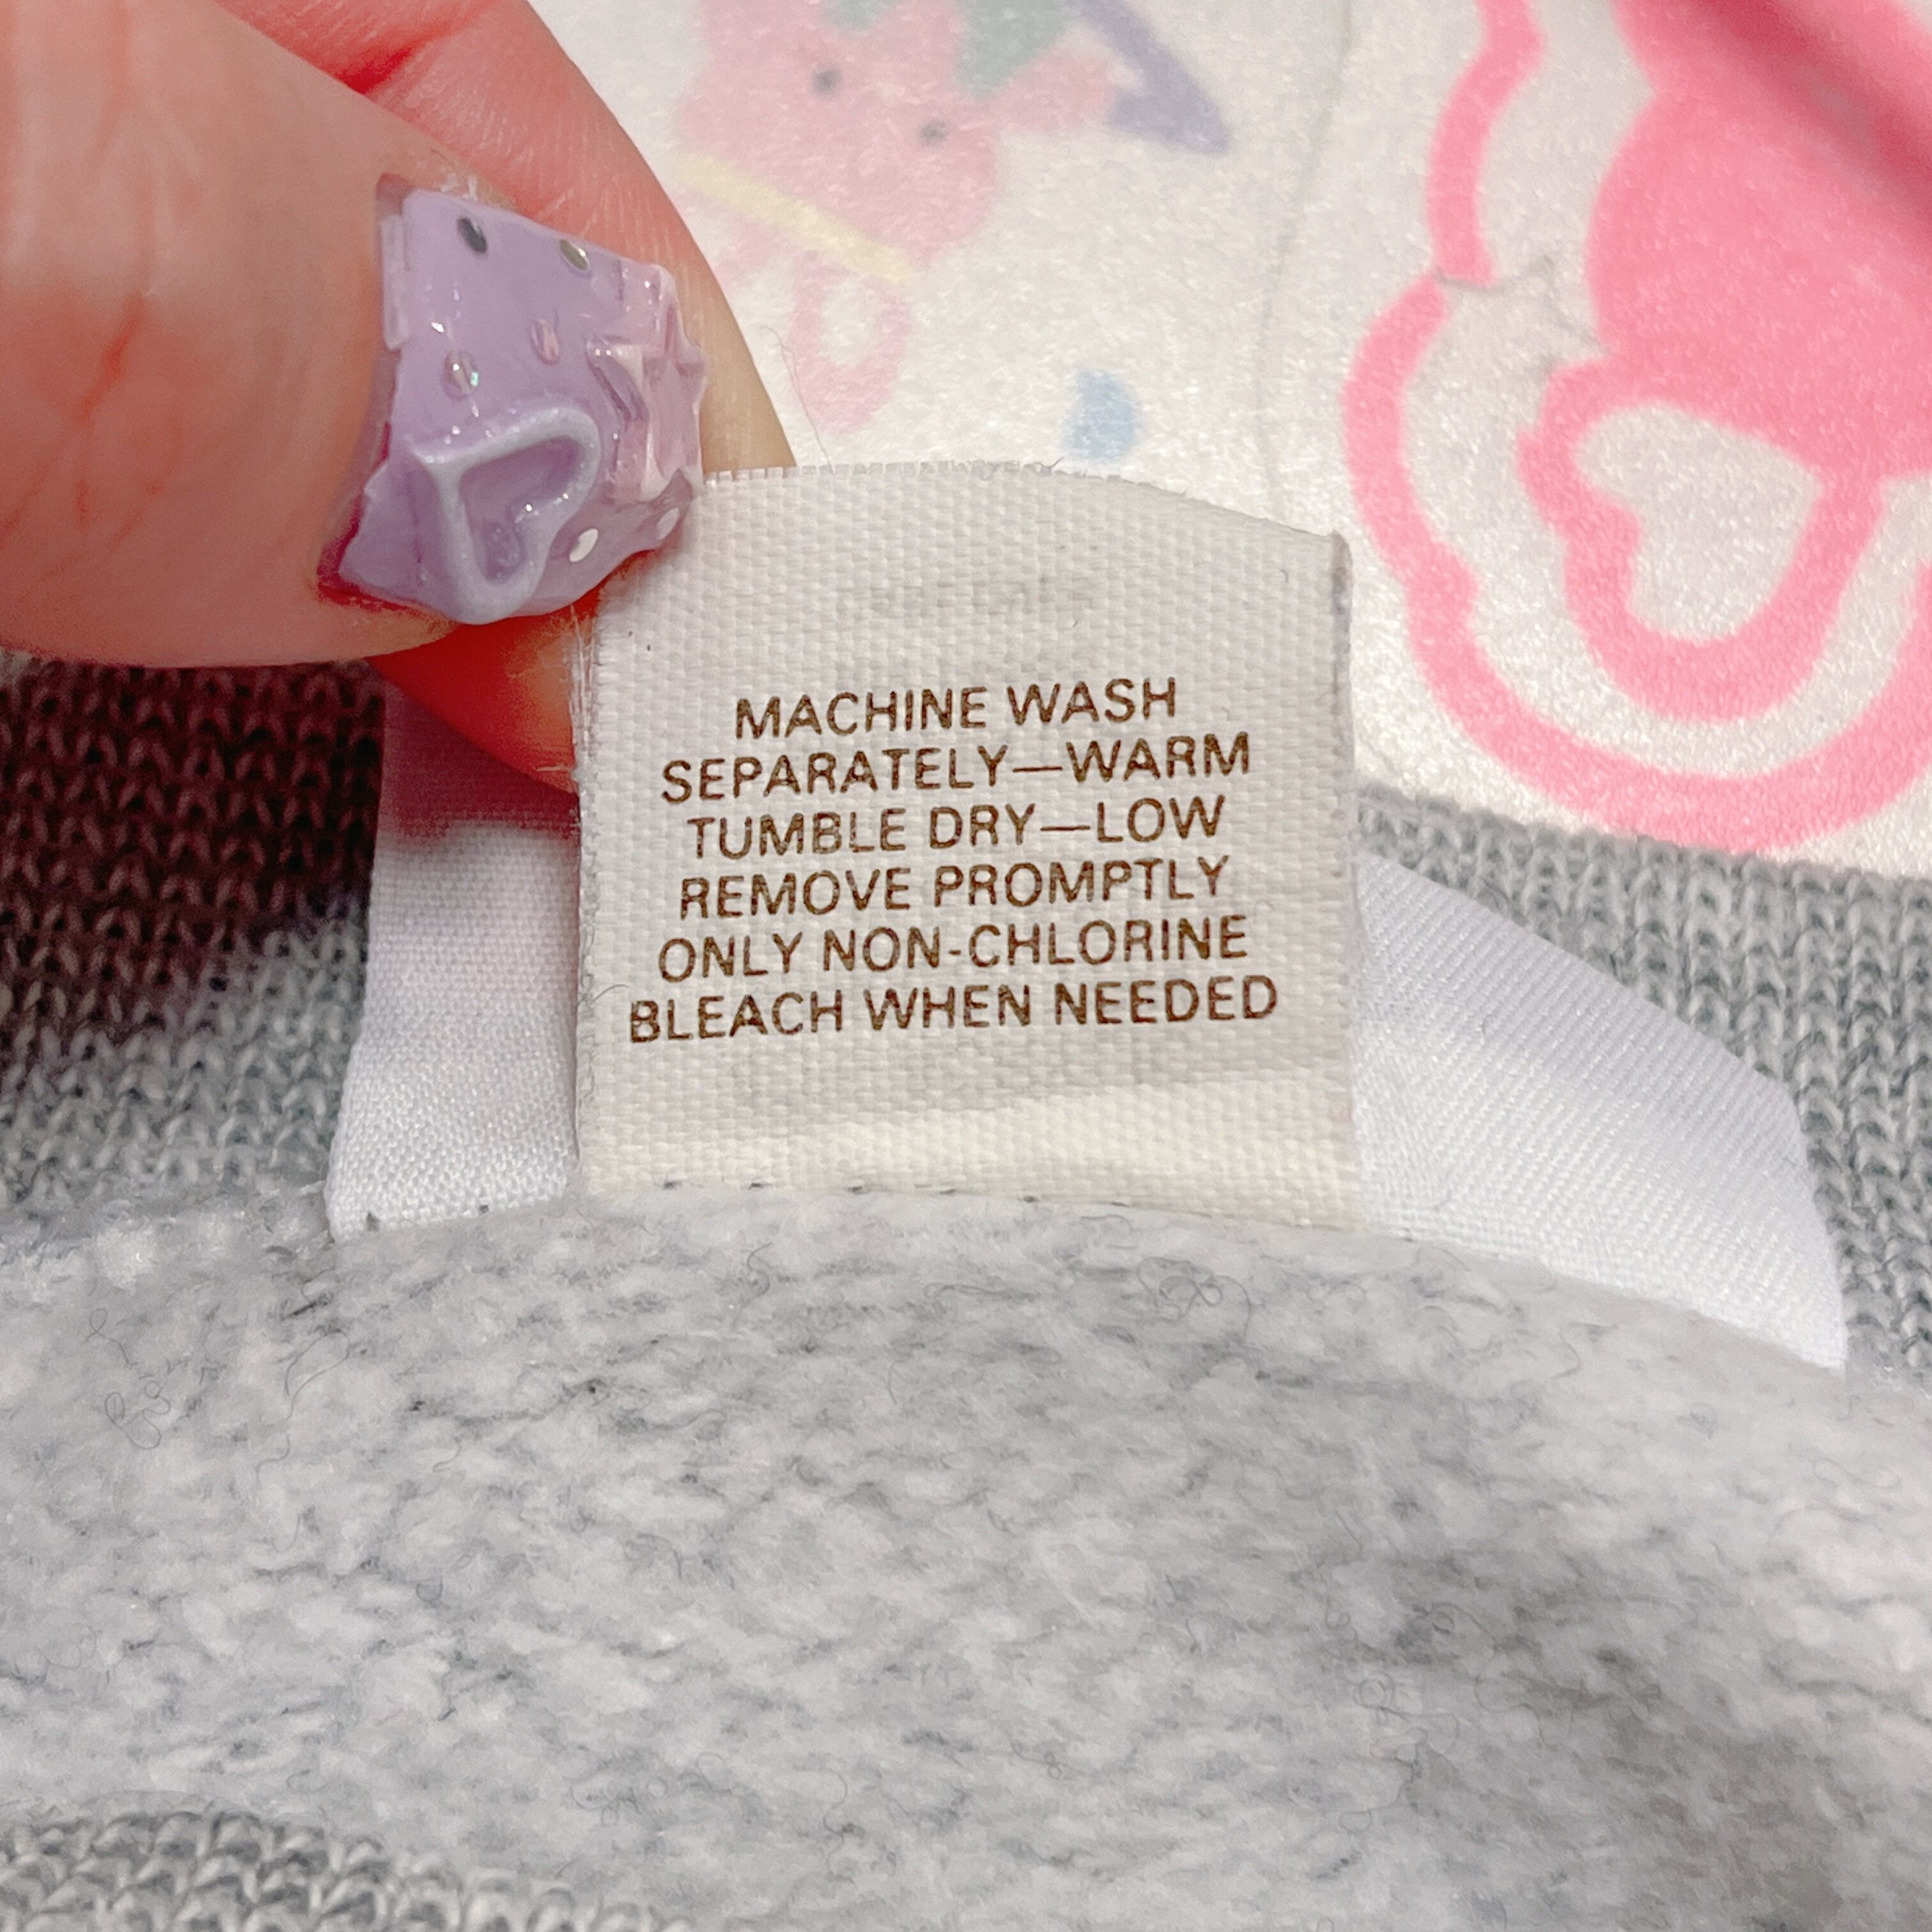 MACHINE WASH
SEPARATELY—WARM
TUMBLE DRY—LOW
REMOVE PROMPTLY
ONLY NON-CHLORINE
BLEACH WHEN NEEDED